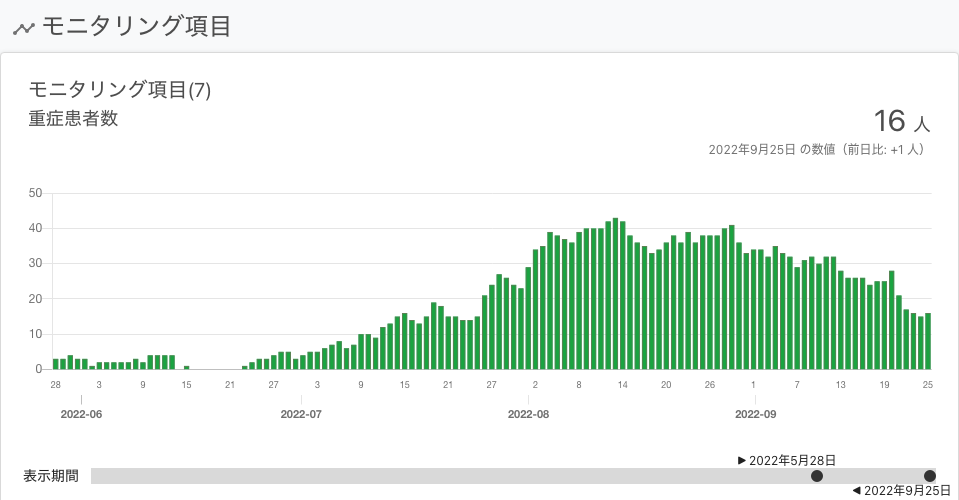 モニタリング項目
モニタリング項目(7)
重症患者数
16 人
2022年9月25日 の数値（前日比: +1 人）
50
40
30
20
10
0
28 3 9 15 21 27 3 9 15 21 27 2 8 14 20 26 1 7 13 19 25
2022-06 2022-07 2022-08 2022-09
2022年5月28日
表示期間
2022年9月25日